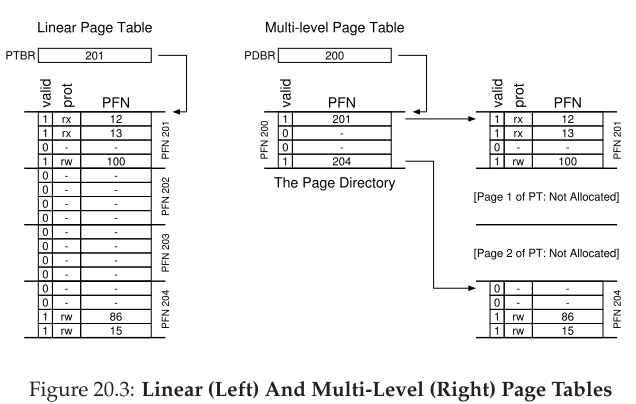 Linear Page Table
PTBR 201
valid prot PFN
1 rx 12
1 rx 13
0 - -
1 rw 100
PFN 201
0 - -
0 - -
0 - -
0 - -
PFN 202
0 - -
0 - -
0 - -
0 - -
PFN 203
0 - -
0 - -
1 rw 86
1 rw 15
PFN 204
Multi-level Page Table
PDBR 200
valid PFN
1 201
0 -
0 -
1 204
PFN 200
The Page Directory
valid prot PFN
1 rx 12
1 rx 13
0 - -
1 rw 100
PFN 201
[Page 1 of PT: Not Allocated]
[Page 2 of PT: Not Allocated]
0 - -
0 - -
1 rw 86
1 rw 15
PFN 204
Figure 20.3: Linear (Left) And Multi-Level (Right) Page Tables